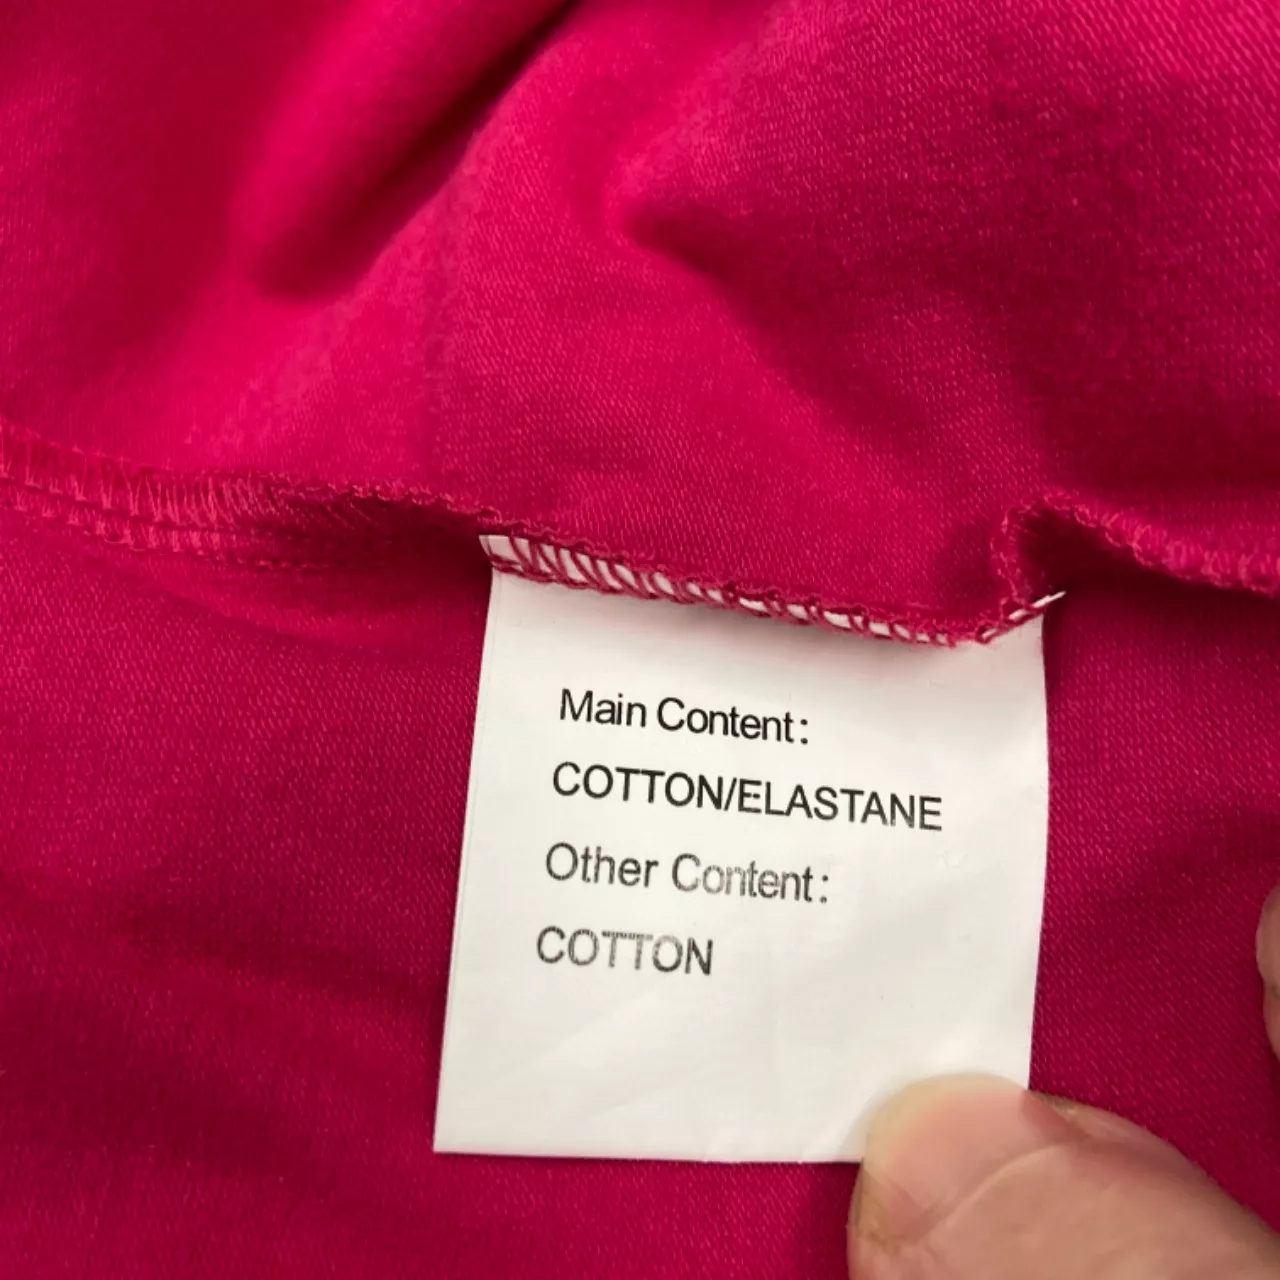 Main Content:
COTTON/ELASTANE
Other Content:
COTTON